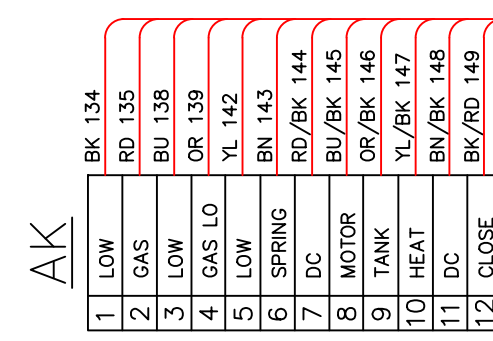 AK
BK 134
RD 135
BU 138
OR 139
YL 142
BN 143
RD/BK 144
BU/BK 145
OR/BK 146
YL/BK 147
BN/BK 148
BK/RD 149
LOW
GAS
LOW
GAS LO
LOW
SPRING
DC
MOTOR
TANK
HEAT
DC
CLOSE
1
2
3
4
5
6
7
8
9
10
11
12